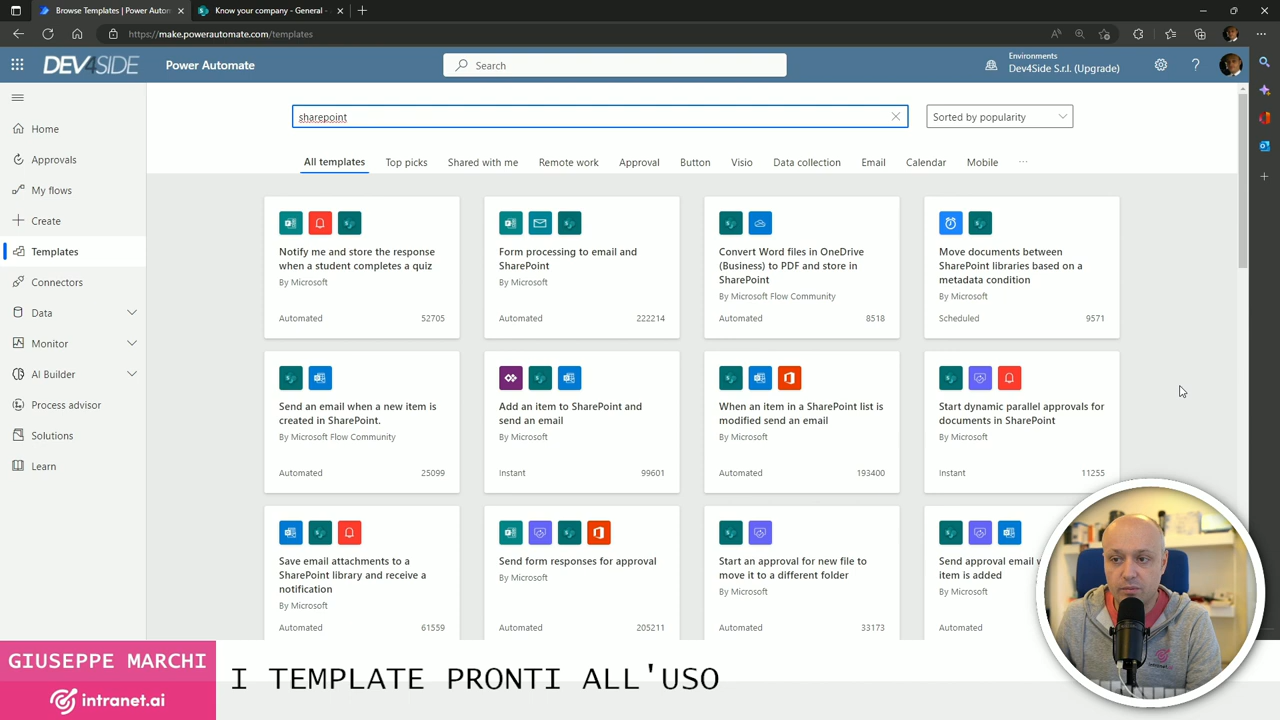 Browse Templates | Power Autom
Know your company - General -
https://make.powerautomate.com/templates
DEV4SIDE
Power Automate
Search
Environments
Dev4Side S.r.l. (Upgrade)
Home
Approvals
My flows
Create
Templates
Connectors
Data
Monitor
AI Builder
Process advisor
Solutions
Learn
sharepoint
Sorted by popularity
All templates
Top picks
Shared with me
Remote work
Approval
Button
Visio
Data collection
Email
Calendar
Mobile
Notify me and store the response
when a student completes a quiz
By Microsoft
Automated
52705
Form processing to email and
SharePoint
By Microsoft
Automated
222214
Convert Word files in OneDrive
(Business) to PDF and store in
SharePoint
By Microsoft Flow Community
Automated
8518
Move documents between
SharePoint libraries based on a
metadata condition
By Microsoft
Scheduled
9571
Send an email when a new item is
created in SharePoint.
By Microsoft Flow Community
Automated
25099
Add an item to SharePoint and
send an email
By Microsoft
Instant
99601
When an item in a SharePoint list is
modified send an email
By Microsoft
Automated
193400
Start dynamic parallel approvals for
documents in SharePoint
By Microsoft
Instant
11255
Save email attachments to a
SharePoint library and receive a
notification
By Microsoft
Automated
61559
Send form responses for approval
By Microsoft
Automated
205211
Start an approval for new file to
move it to a different folder
By Microsoft
Automated
33173
Send approval email
item is added
By Microsoft
Automated
GIUSEPPE MARCHI
intranet.ai
I TEMPLATE PRONTI ALL'USO